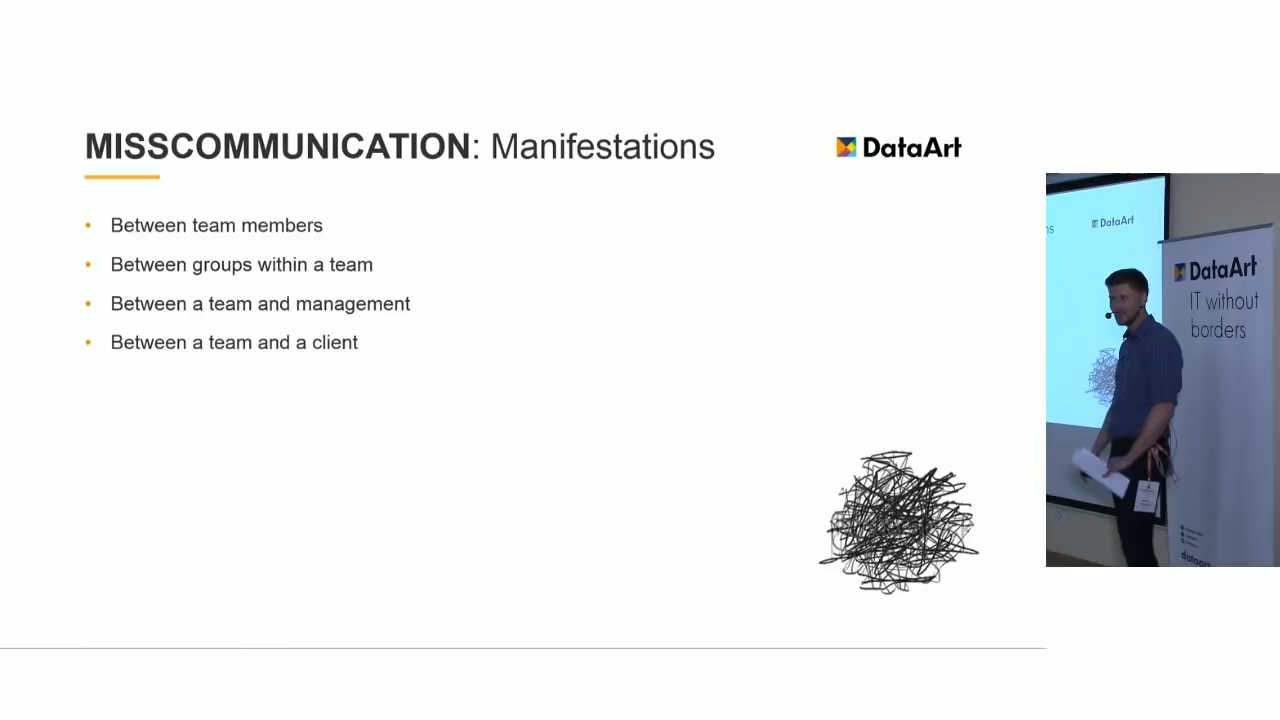 MISSCOMMUNICATION: Manifestations
DataArt
• Between team members
• Between groups within a team
• Between a team and management
• Between a team and a client
DataArt
DataArt
IT without
borders